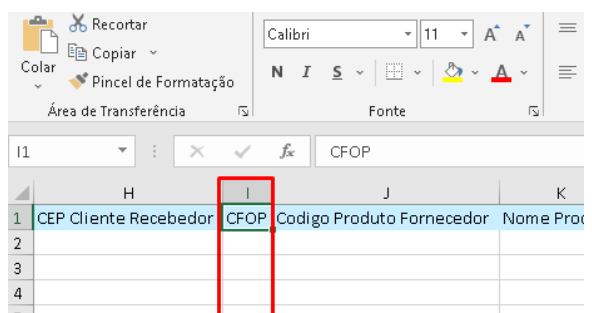 Recortar
Copiar
Colar
Pincel de Formatação
Área de Transferência
Calibri 11 A A
N I S A
Fonte
I1 fx CFOP
H I J K
1 CEP Cliente Recebedor CFOP Codigo Produto Fornecedor Nome Proc
2
3
4